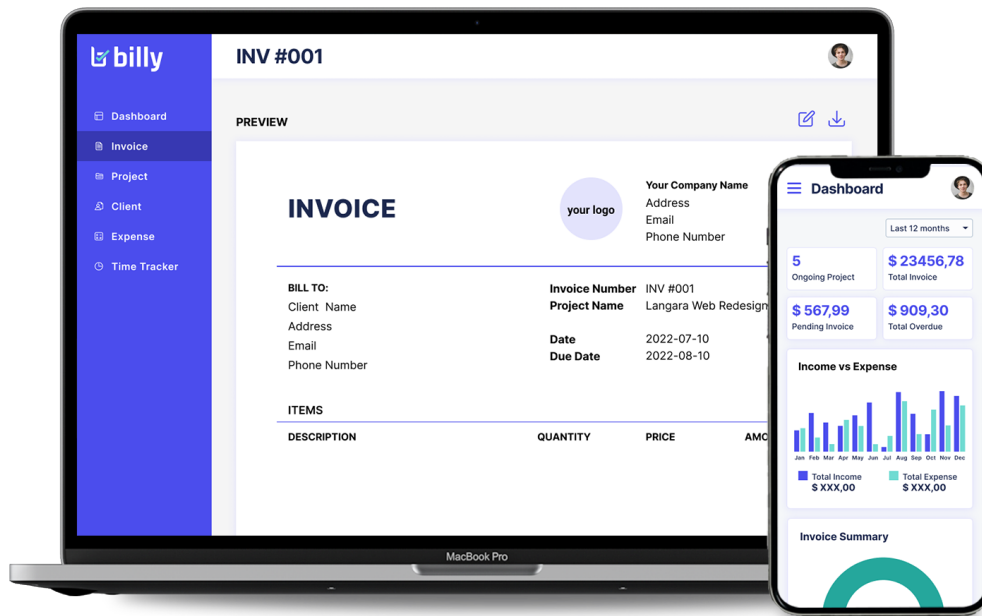 billy
INV #001
Dashboard
Invoice
Project
Client
Expense
Time Tracker
PREVIEW
INVOICE
your logo
Your Company Name
Address
Email
Phone Number
BILL TO:
Client Name
Address
Email
Phone Number
Invoice Number INV #001
Project Name Langara Web Redesign
Date 2022-07-10
Due Date 2022-08-10
ITEMS
DESCRIPTION QUANTITY PRICE AMO
MacBook Pro
Dashboard
Last 12 months
5
Ongoing Project
$ 23456,78
Total Invoice
$ 567,99
Pending Invoice
$ 909,30
Total Overdue
Income vs Expense
Jan Feb Mar Apr May Jun Jul Aug Sep Oct Nov Dec
Total Income
$ XXX,00
Total Expense
$ XXX,00
Invoice Summary